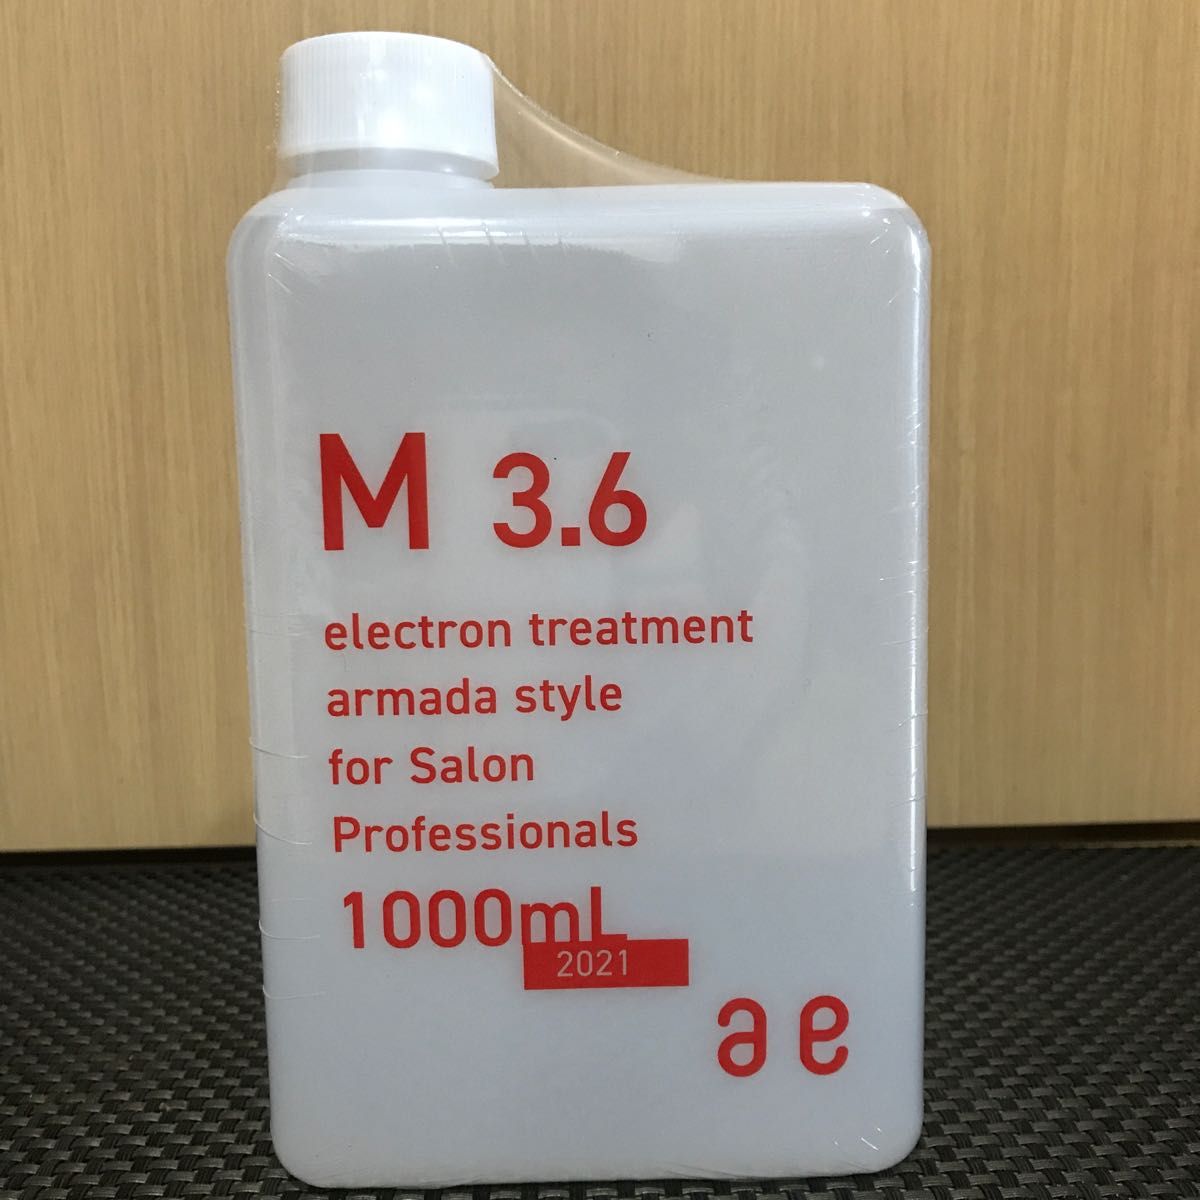 M 3.6
electron treatment
armada style
for Salon
Professionals
1000mL
2021
ae